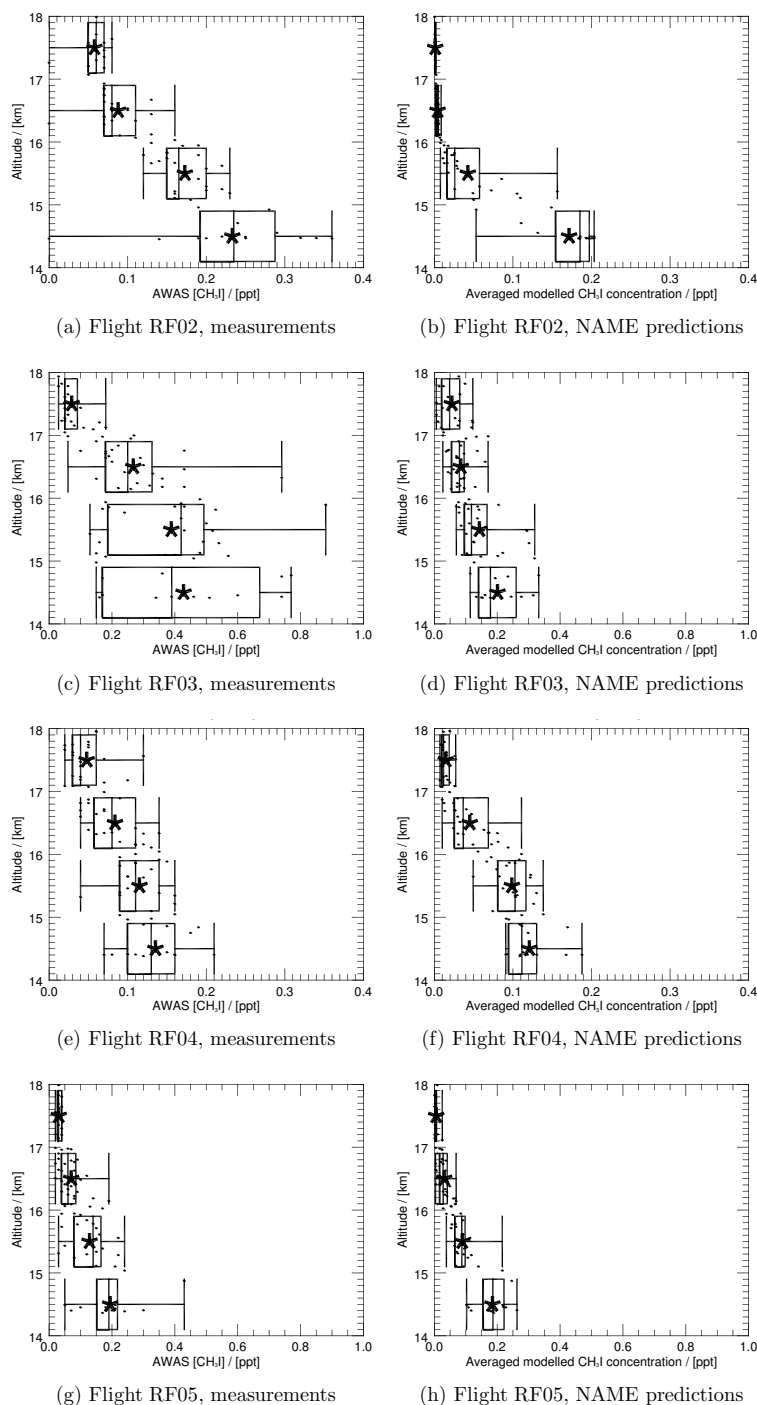 18
17
16
15
14
Altitude / [km]
0.0 0.1 0.2 0.3 0.4
AWAS [CH₃I] / [ppt]
(a) Flight RF02, measurements
18
17
16
15
14
Altitude / [km]
0.0 0.1 0.2 0.3 0.4
Averaged modelled CH₃I concentration / [ppt]
(b) Flight RF02, NAME predictions
18
17
16
15
14
Altitude / [km]
0.0 0.2 0.4 0.6 0.8 1.0
AWAS [CH₃I] / [ppt]
(c) Flight RF03, measurements
18
17
16
15
14
Altitude / [km]
0.0 0.2 0.4 0.6 0.8 1.0
Averaged modelled CH₃I concentration / [ppt]
(d) Flight RF03, NAME predictions
18
17
16
15
14
Altitude / [km]
0.0 0.1 0.2 0.3 0.4
AWAS [CH₃I] / [ppt]
(e) Flight RF04, measurements
18
17
16
15
14
Altitude / [km]
0.0 0.1 0.2 0.3 0.4
Averaged modelled CH₃I concentration / [ppt]
(f) Flight RF04, NAME predictions
18
17
16
15
14
Altitude / [km]
0.0 0.2 0.4 0.6 0.8 1.0
AWAS [CH₃I] / [ppt]
(g) Flight RF05, measurements
18
17
16
15
14
Altitude / [km]
0.0 0.2 0.4 0.6 0.8 1.0
Averaged modelled CH₃I concentration / [ppt]
(h) Flight RF05, NAME predictions